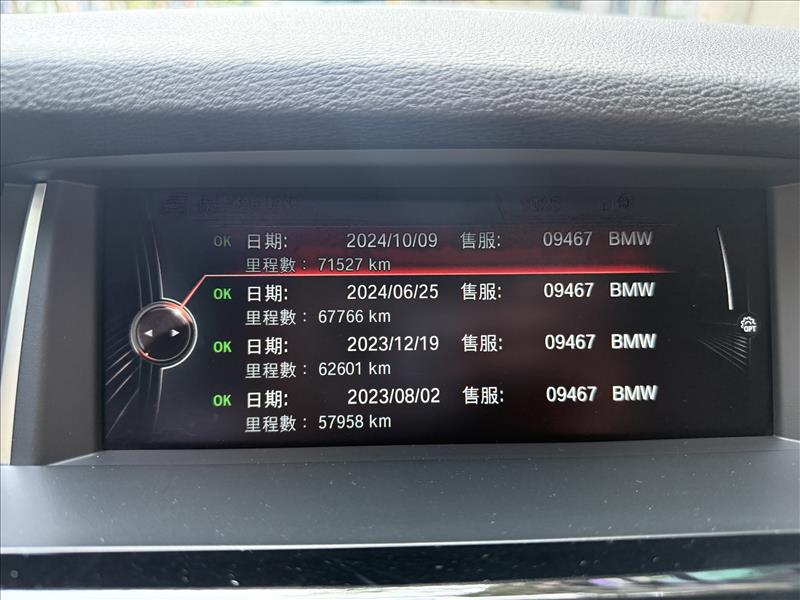 OK 日期: 2024/10/09 售服: 09467 BMW
里程數： 71527 km
OK 日期: 2024/06/25 售服: 09467 BMW
里程數： 67766 km
OK 日期: 2023/12/19 售服: 09467 BMW
里程數： 62601 km
OK 日期: 2023/08/02 售服: 09467 BMW
里程數： 57958 km
OPT